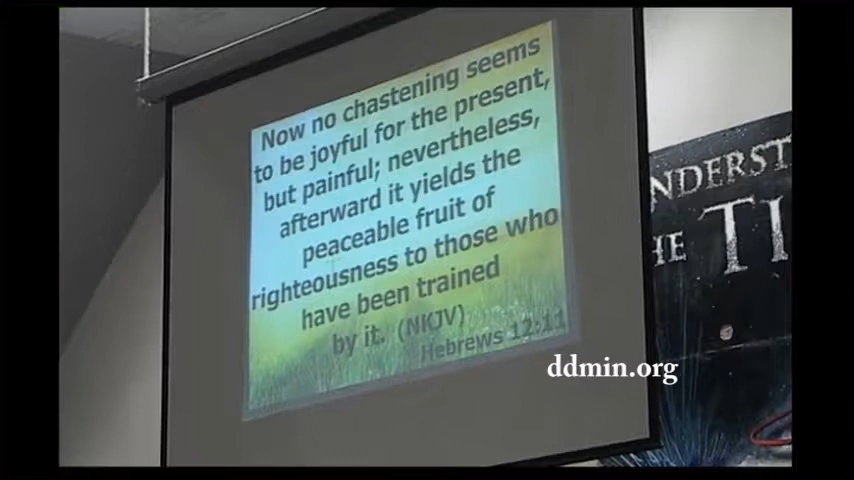 Now no chastening seems
to be joyful for the present,
but painful; nevertheless,
afterward it yields the
peaceable fruit of
righteousness to those who
have been trained
by it. (NKJV)
Hebrews 12:11
NDERST
HE TI
ddmin.org